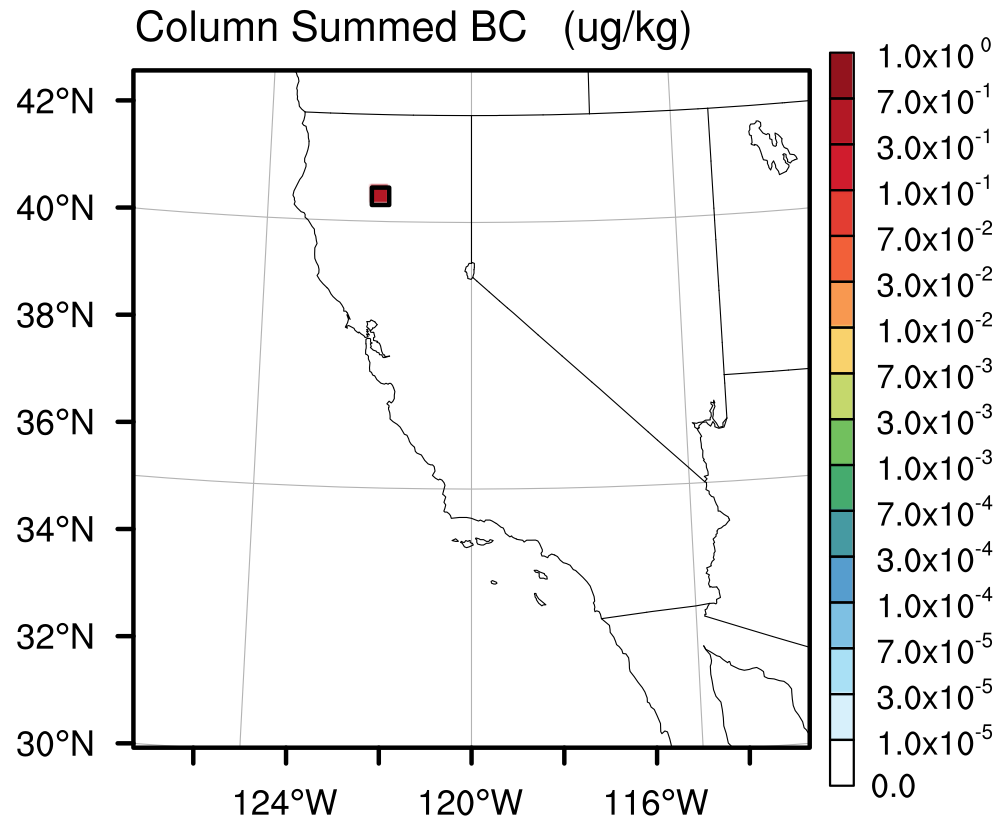 Column Summed BC (ug/kg)
42°N
40°N
38°N
36°N
34°N
32°N
30°N
124°W 120°W 116°W
1.0x10⁰
7.0x10⁻¹
3.0x10⁻¹
1.0x10⁻¹
7.0x10⁻²
3.0x10⁻²
1.0x10⁻²
7.0x10⁻³
3.0x10⁻³
1.0x10⁻³
7.0x10⁻⁴
3.0x10⁻⁴
1.0x10⁻⁴
7.0x10⁻⁵
3.0x10⁻⁵
1.0x10⁻⁵
0.0